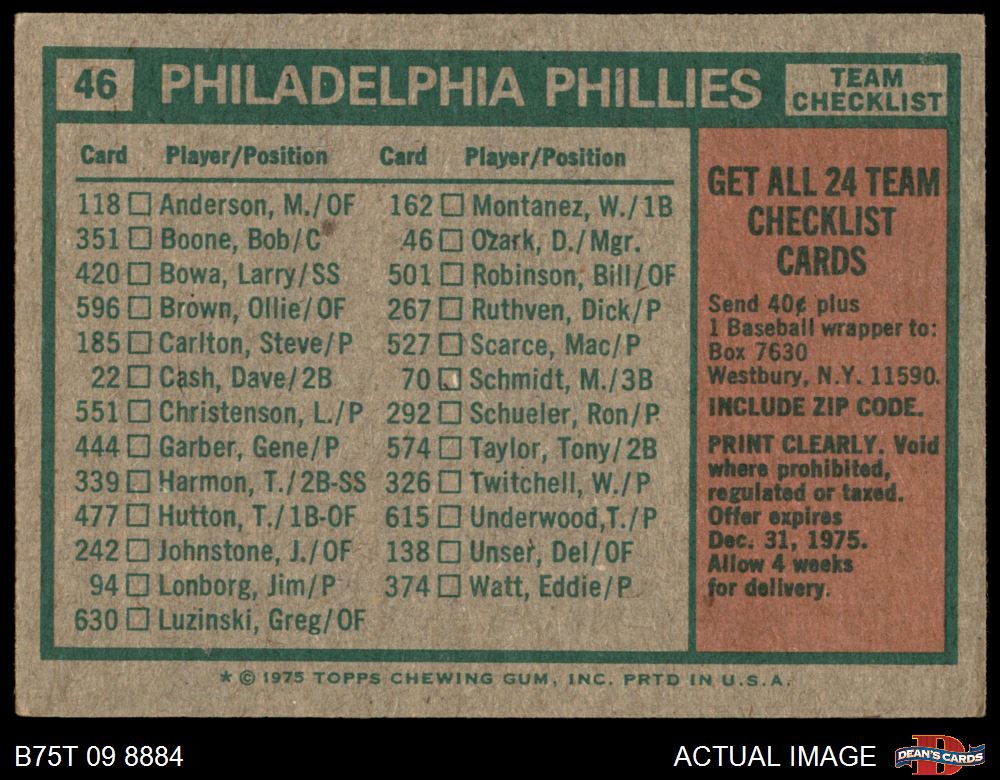 46 PHILADELPHIA PHILLIES TEAM CHECKLIST
Card Player/Position Card Player/Position
118 Anderson, M./OF 162 Montanez, W./1B
351 Boone, Bob/C 46 Ozark, D./Mgr.
420 Bowa, Larry/SS 501 Robinson, Bill/OF
596 Brown, Ollie/OF 267 Ruthven, Dick/P
185 Carlton, Steve/P 527 Scarce, Mac/P
22 Cash, Dave/2B 70 Schmidt, M./3B
551 Christenson, L./P 292 Schueler, Ron/P
444 Garber, Gene/P 574 Taylor, Tony/2B
339 Harmon, T./2B-SS 326 Twitchell, W./P
477 Hutton, T./1B-OF 615 Underwood,T./P
242 Johnstone, J./OF 138 Unser, Del/OF
94 Lonborg, Jim/P 374 Watt, Eddie/P
630 Luzinski, Greg/OF
GET ALL 24 TEAM
CHECKLIST
CARDS
Send 40¢ plus
1 Baseball wrapper to:
Box 7630
Westbury, N.Y. 11590.
INCLUDE ZIP CODE.
PRINT CLEARLY. Void
where prohibited,
regulated or taxed.
Offer expires
Dec. 31, 1975.
Allow 4 weeks
for delivery.
* © 1975 TOPPS CHEWING GUM, INC. PRTD IN U.S.A.
B75T 09 8884 ACTUAL IMAGE DEAN'S CARDS